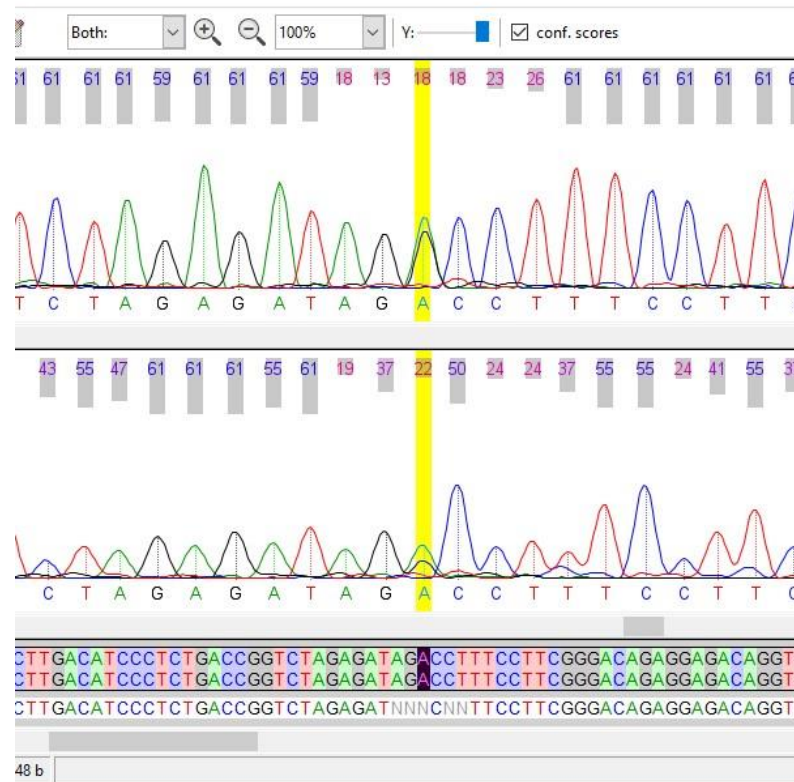 Both: 100% Y: conf. scores
61 61 61 61 59 61 61 61 59 18 13 18 18 23 26 61 61 61 61 61 61
T C T A G A G A T A G A C C T T T C C T T
43 55 47 61 61 61 55 61 19 37 22 50 24 24 37 55 55 24 41 55
C T A G A G A T A G A C C T T T C C T T C
CTTGACATCCCTCTGACCGGTCTAGAGATAGACCTTTCCTTCGGGACAGAGGAGACAGGT
CTTGACATCCCTCTGACCGGTCTAGAGATAGACCTTTCCTTCGGGACAGAGGAGACAGGT
CTTGACATCCCTCTGACCGGTCTAGAGATNNNCNNTTCCTTCGGGACAGAGGAGACAGGT
48 b